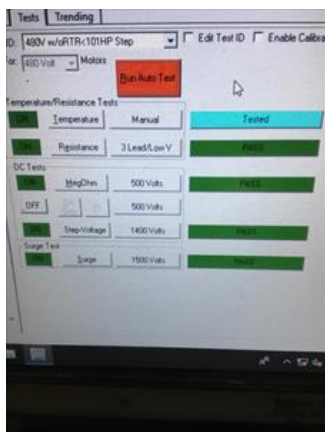 Tests Trending
ID: 480V w/oRTR<101HP Step Edit Test ID Enable Calibra
or: 480 Volt Motors
Run Auto Test
Temperature/Resistance Tests
ON Temperature Manual Tested
ON Resistance 3 Lead/Low V PASS
DC Tests
ON MegOhm 500 Volts PASS
OFF 500 Volts
ON Step-Voltage 1400 Volts PASS
Surge Test
ON Surge 1500 Volts PASS